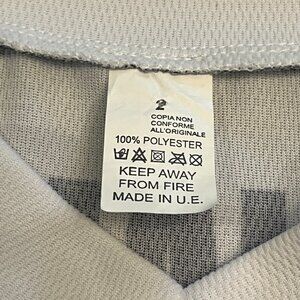 2
COPIA NON
CONFORME
ALL'ORIGINALE
100% POLYESTER
KEEP AWAY
FROM FIRE
MADE IN U.E.